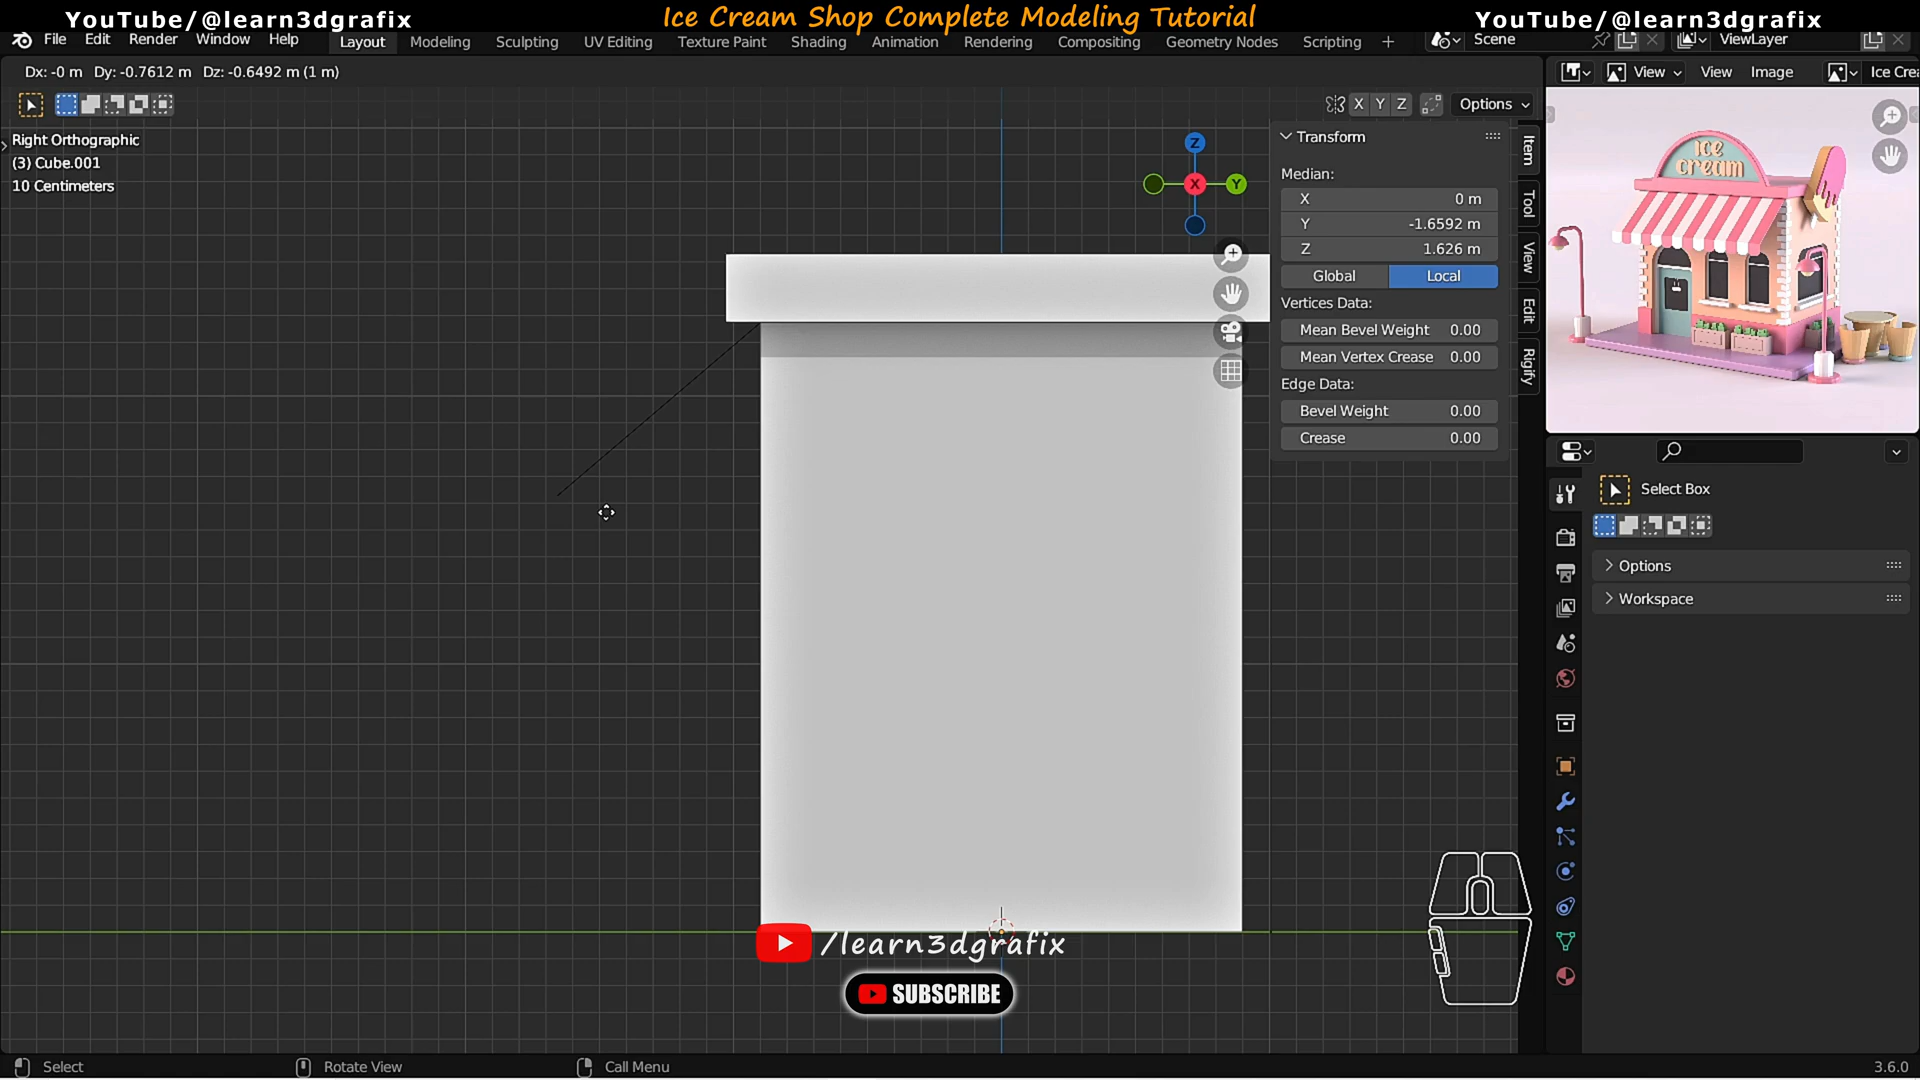 YouTube/@learn3dgrafix
Ice Cream Shop Complete Modeling Tutorial
YouTube/@learn3dgrafix
File Edit Render Window Help Layout Modeling Sculpting UV Editing Texture Paint Shading Animation Rendering Compositing Geometry Nodes Scripting + Scene ViewLayer
Dx: -0 m Dy: -0.7612 m Dz: -0.6492 m (1 m)
View View Image Ice Crea
X Y Z Options
Right Orthographic
(3) Cube.001
10 Centimeters
Z
X
Y
Transform
Median:
X 0 m
Y -1.6592 m
Z 1.626 m
Global Local
Vertices Data:
Mean Bevel Weight 0.00
Mean Vertex Crease 0.00
Edge Data:
Bevel Weight 0.00
Crease 0.00
Item
Tool
View
Edit
Rigify
ICE
cream
Select Box
Options
Workspace
/learn3dgrafix
SUBSCRIBE
Select Rotate View Call Menu 3.6.0